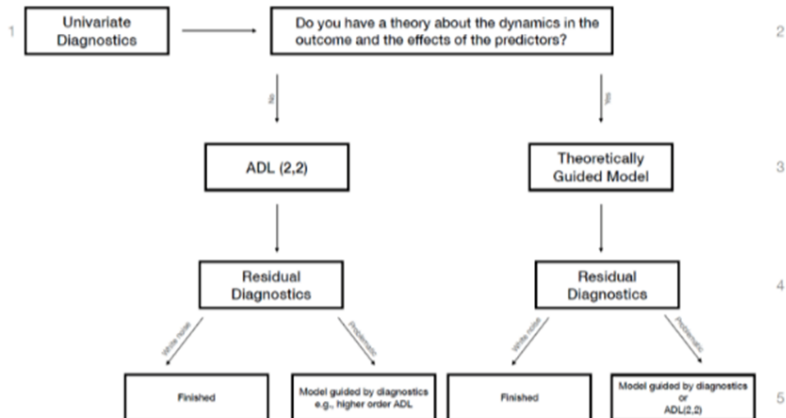 1
Univariate
Diagnostics
Do you have a theory about the dynamics in the
outcome and the effects of the predictors?
2
No
Yes
ADL (2,2)
Theoretically
Guided Model
3
Residual
Diagnostics
Residual
Diagnostics
4
White noise
Problematic
White noise
Problematic
Finished
Model guided by diagnostics
e.g., higher order ADL
Finished
Model guided by diagnostics
or
ADL(2,2)
5